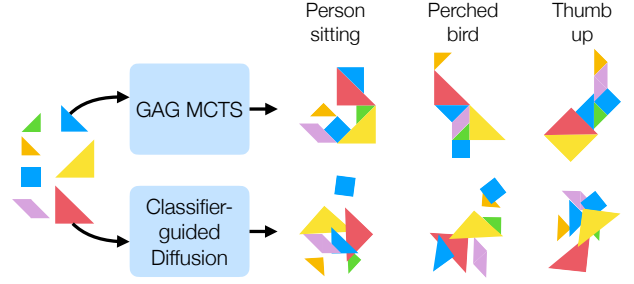 Person
sitting
Perched
bird
Thumb
up
GAG MCTS
Classifier-
guided
Diffusion